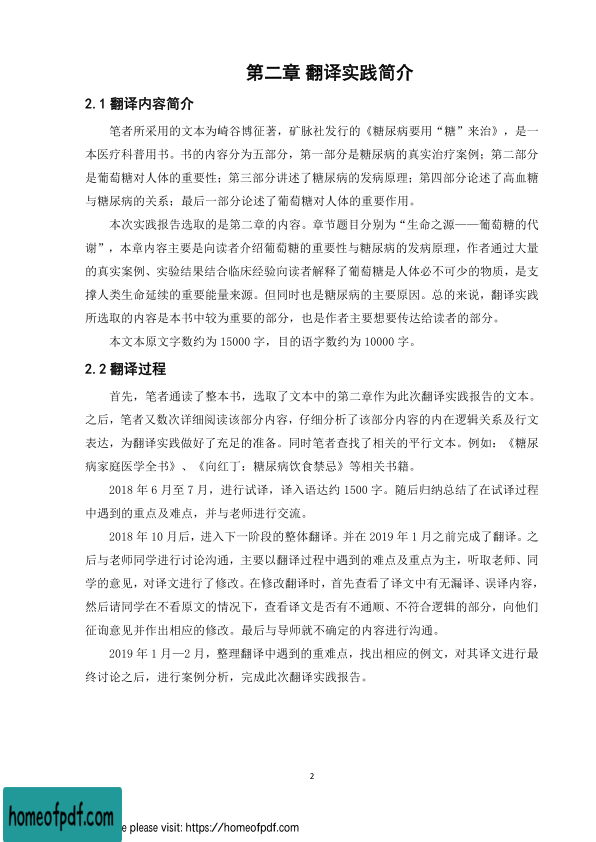 第二章 翻译实践简介
2.1 翻译内容简介
笔者所采用的文本为崎谷博征著，矿脉社发行的《糖尿病要用“糖”来治》，是一
本医疗科普用书。书的内容分为五部分，第一部分是糖尿病的真实治疗案例；第二部分
是葡萄糖对人体的重要性；第三部分讲述了糖尿病的发病原理；第四部分论述了高血糖
与糖尿病的关系；最后一部分论述了葡萄糖对人体的重要作用。
本次实践报告选取的是第二章的内容。章节题目分别为“生命之源——葡萄糖的代
谢”，本章内容主要是向读者介绍葡萄糖的重要性与糖尿病的发病原理，作者通过大量
的真实案例、实验结果结合临床经验向读者解释了葡萄糖是人体必不可少的物质，是支
撑人类生命延续的重要能量来源。但同时也是糖尿病的主要原因。总的来说，翻译实践
所选取的内容是本书中较为重要的部分，也是作者主要想要传达给读者的部分。
本文本原文字数约为 15000 字，目的语字数约为 10000 字。
2.2 翻译过程
首先，笔者通读了整本书，选取了文本中的第二章作为此次翻译实践报告的文本。
之后，笔者又数次详细阅读该部分内容，仔细分析了该部分内容的内在逻辑关系及行文
表达，为翻译实践做好了充足的准备。同时笔者查找了相关的平行文本。例如：《糖尿
病家庭医学全书》、《向红丁：糖尿病饮食禁忌》等相关书籍。
2018 年 6 月至 7 月，进行试译，译入语达约 1500 字。随后归纳总结了在试译过程
中遇到的重点及难点，并与老师进行交流。
2018 年 10 月后，进入下一阶段的整体翻译。并在 2019 年 1 月之前完成了翻译。之
后与老师同学进行讨论沟通，主要以翻译过程中遇到的难点及重点为主，听取老师、同
学的意见，对译文进行了修改。在修改翻译时，首先查看了译文中有无漏译、误译内容，
然后请同学在不看原文的情况下，查看译文是否有不通顺、不符合逻辑的部分，向他们
征询意见并作出相应的修改。最后与导师就不确定的内容进行沟通。
2019 年 1 月—2 月，整理翻译中遇到的重难点，找出相应的例文，对其译文进行最
终讨论之后，进行案例分析，完成此次翻译实践报告。
2
homeofpdf.com
e please visit: https://homeofpdf.com